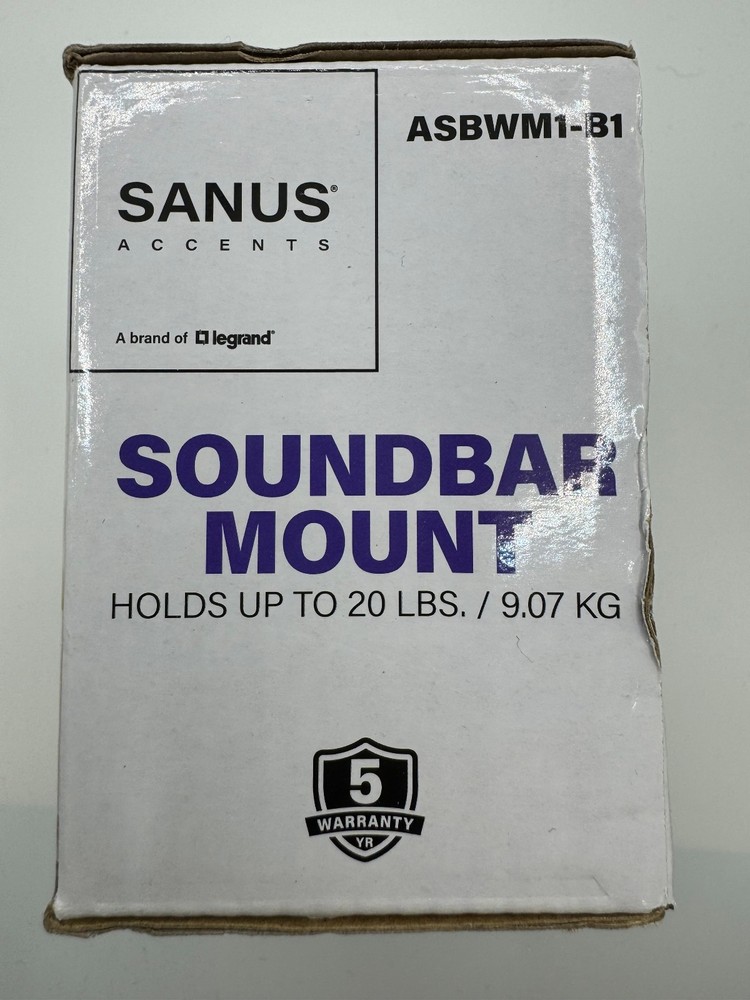 ASBWM1-B1
SANUS®
ACCENTS
A brand of legrand®
SOUNDBAR
MOUNT
HOLDS UP TO 20 LBS. / 9.07 KG
5
WARRANTY
YR